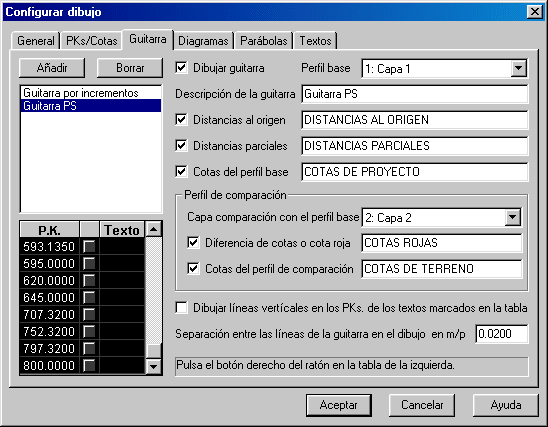 Configurar dibujo
General PKs/Cotas Guitarra Diagramas Parábolas Textos
Añadir Borrar
Guitarra por incrementos
Guitarra PS
P.K. Texto
593.1350
595.0000
620.0000
645.0000
707.3200
752.3200
797.3200
800.0000
Dibujar guitarra Perfil base 1: Capa 1
Descripción de la guitarra Guitarra PS
Distancias al origen DISTANCIAS AL ORIGEN
Distancias parciales DISTANCIAS PARCIALES
Cotas del perfil base COTAS DE PROYECTO
Perfil de comparación
Capa comparación con el perfil base 2: Capa 2
Diferencia de cotas o cota roja COTAS ROJAS
Cotas del perfil de comparación COTAS DE TERRENO
Dibujar líneas vertícales en los PKs. de los textos marcados en la tabla
Separación entre las líneas de la guitarra en el dibujo en m/p 0.0200
Pulsa el botón derecho del ratón en la tabla de la izquierda.
Aceptar Cancelar Ayuda